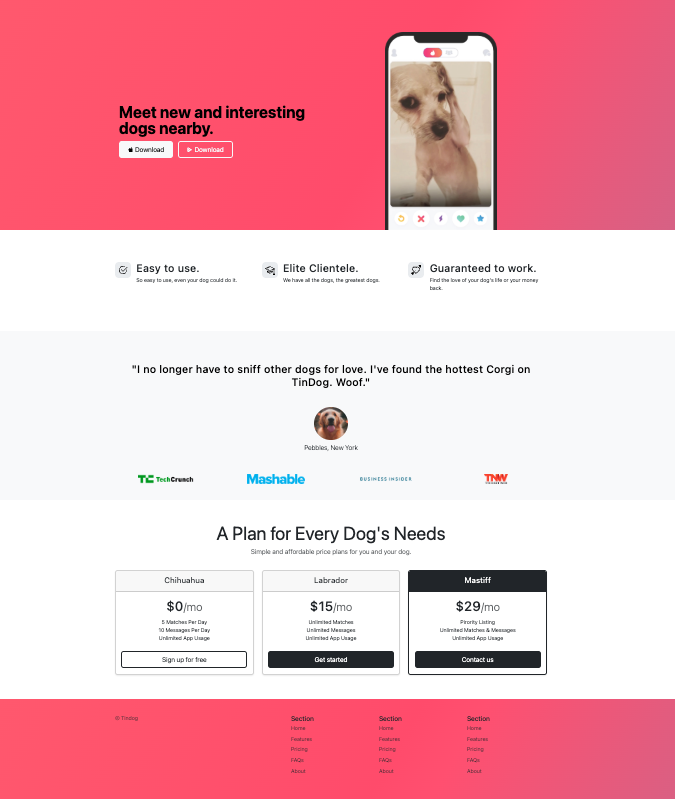 Meet new and interesting
dogs nearby.
Download
Download
Easy to use.
So easy to use, even your dog could do it.
Elite Clientele.
We have all the dogs, the greatest dogs.
Guaranteed to work.
Find the love of your dog's life or your money
back.
"I no longer have to sniff other dogs for love. I've found the hottest Corgi on
TinDog. Woof."
Pebbles, New York
TC TechCrunch
Mashable
BUSINESS INSIDER
TNW
A Plan for Every Dog's Needs
Simple and affordable price plans for you and your dog.
Chihuahua
$0/mo
5 Matches Per Day
10 Messages Per Day
Unlimited App Usage
Sign up for free
Labrador
$15/mo
Unlimited Matches
Unlimited Messages
Unlimited App Usage
Get started
Mastiff
$29/mo
Pirority Listing
Unlimited Matches & Messages
Unlimited App Usage
Contact us
© Tindog
Section
Home
Features
Pricing
FAQs
About
Section
Home
Features
Pricing
FAQs
About
Section
Home
Features
Pricing
FAQs
About